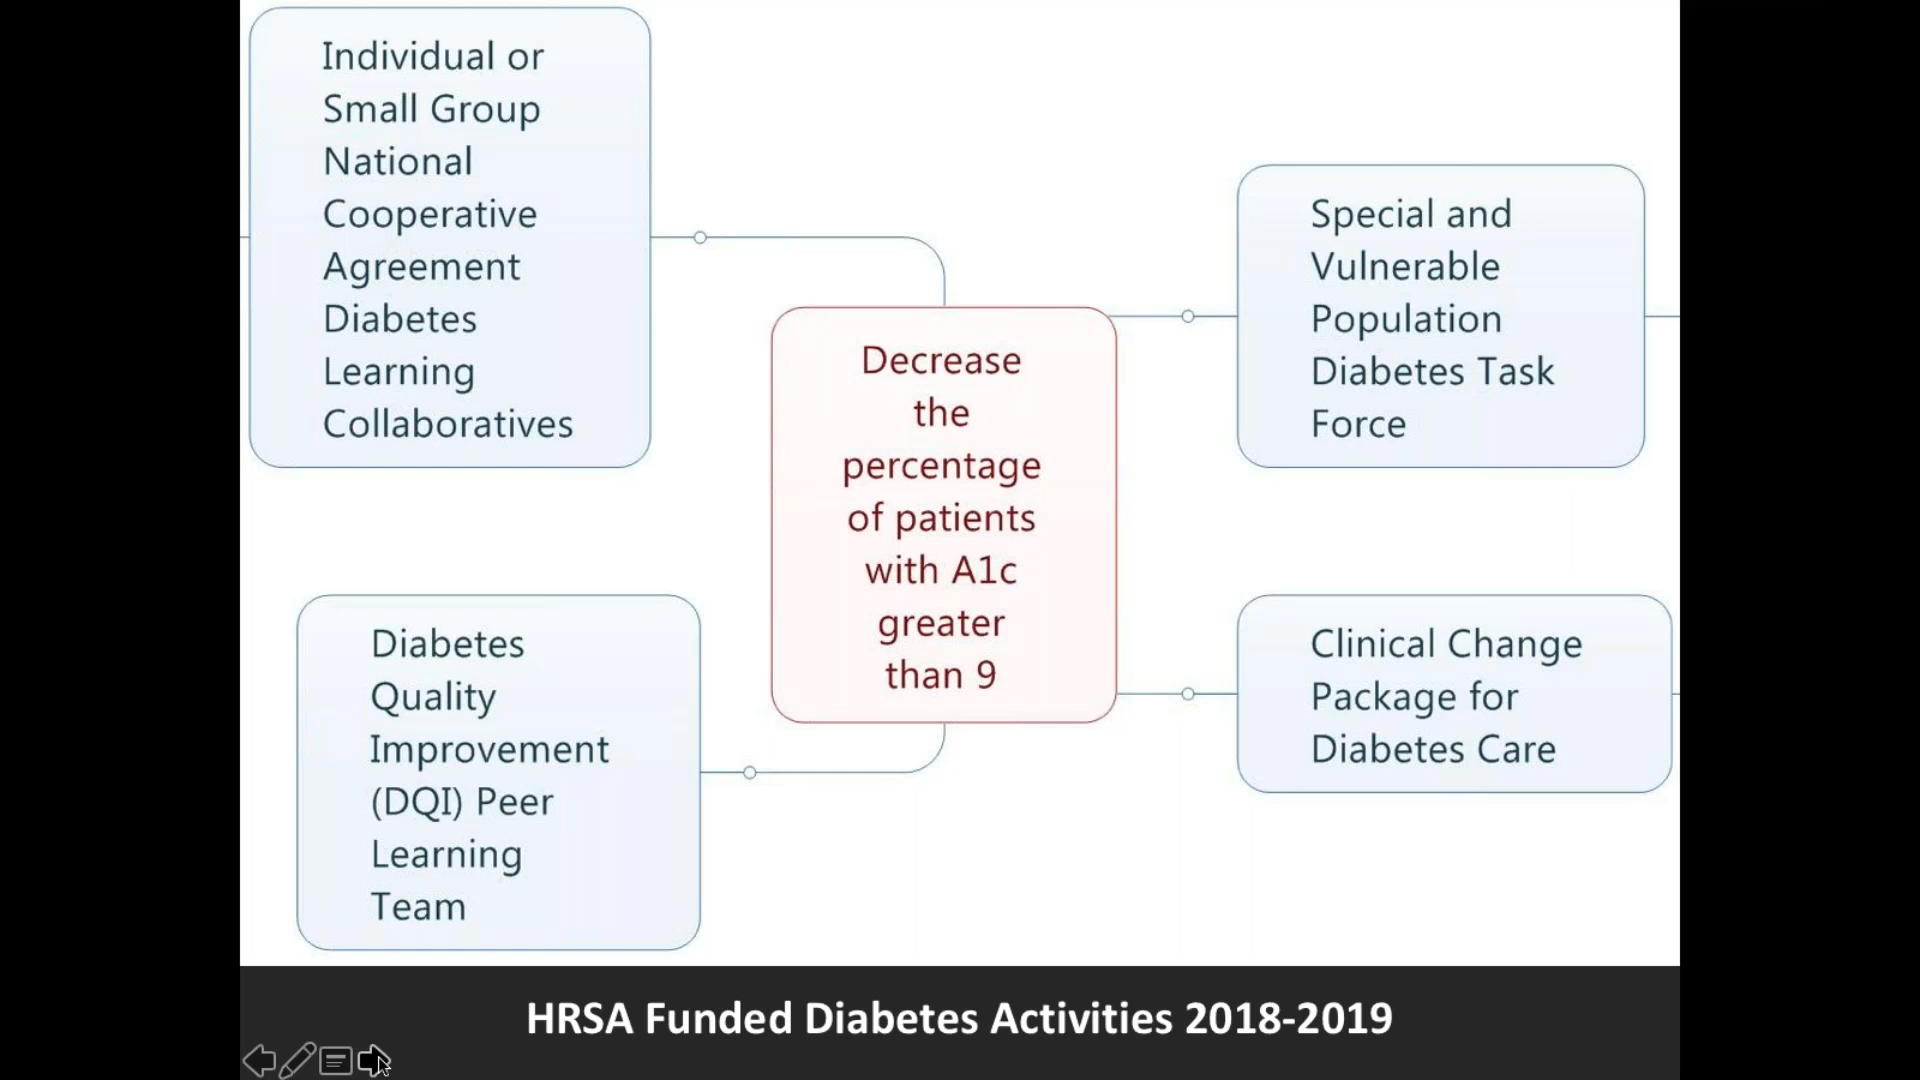 Individual or
Small Group
National
Cooperative
Agreement
Diabetes
Learning
Collaboratives
Special and
Vulnerable
Population
Diabetes Task
Force
Decrease
the
percentage
of patients
with A1c
greater
than 9
Diabetes
Quality
Improvement
(DQI) Peer
Learning
Team
Clinical Change
Package for
Diabetes Care
HRSA Funded Diabetes Activities 2018-2019